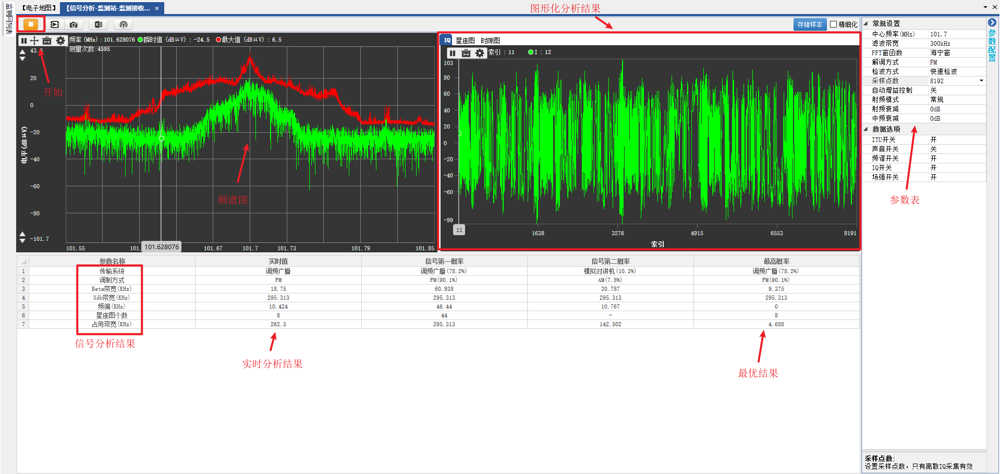 监测网列表
【电子地图】
【信号分析-监测站-监测接收... ×
图形化分析结果
存储样本
精细化
频率(MHz):101.628076 瞬时值(dBμV):-24.5 最大值(dBμV):6.5
测量次数:4595
43.6
20
0
-20
-40
-60
-80
-101.7
电平(dBμV)
开始
频谱图
101.55
101.628076
101.67
101.7
101.73
101.79
101.85
IQ 星座图 时隙图
索引:11 I:12
103
80
60
40
20
0
-20
-40
-60
-99
11
1638
3276
4915
6553
8191
索引
参数名称 实时值 信号第一概率 信号第二概率 最高概率
1 传输系统 调频广播 调频广播(78.2%) 模拟对讲机(10.2%) 调频广播(78.2%)
2 调制方式 FM FM(90.1%) AM(7.8%) FM(90.1%)
3 Beta带宽(KHz) 18.75 60.938 20.787 9.375
4 Xdb带宽(KHz) 295.313 295.313 295.313 295.313
5 频偏(KHz) 10.424 46.44 10.767 0
6 星座图个数 8 44 - 8
7 占用带宽(KHz) 262.5 295.313 142.502 4.688
信号分析结果
实时分析结果
最优结果
常规设置
中心频率(MHz) 101.7
滤波带宽 300kHz
FFT窗函数 海宁窗
解调方式 FM
检波方式 快速检波
采样点数 8192
自动增益控制 关
射频模式 常规
射频衰减 0dB
中频衰减 0dB
数据选项
ITU开关 开
声音开关 关
频谱开关 开
IQ开关 开
场强开关 开
参数表
参数配置
采样点数:
设置采样点数, 只有离散IQ采集有效